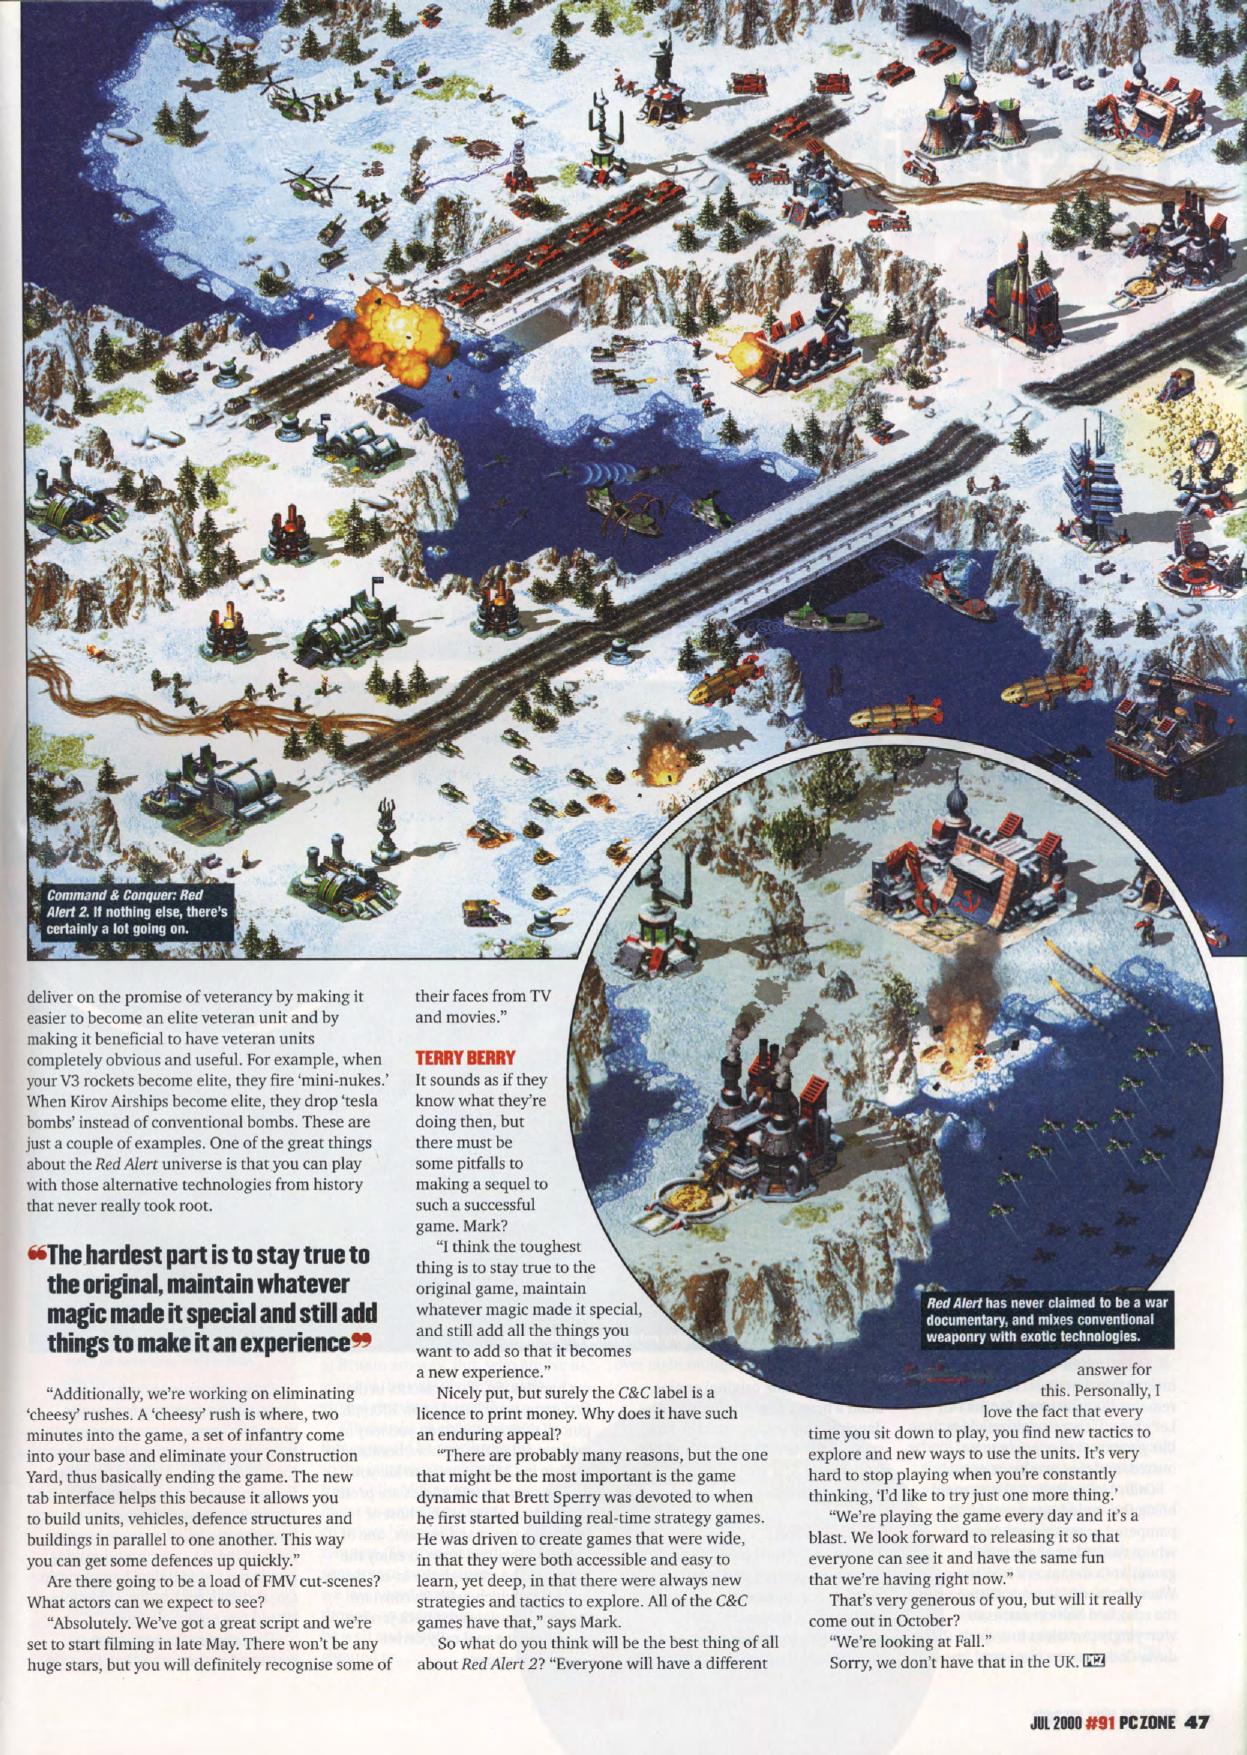 Command & Conquer: Red
Alert 2. If nothing else, there's
certainly a lot going on.
deliver on the promise of veterancy by making it
easier to become an elite veteran unit and by
making it beneficial to have veteran units
completely obvious and useful. For example, when
your V3 rockets become elite, they fire ‘mini-nukes.’
When Kirov Airships become elite, they drop ‘tesla
bombs’ instead of conventional bombs. These are
just a couple of examples. One of the great things
about the Red Alert universe is that you can play
with those alternative technologies from history
that never really took root.
“The hardest part is to stay true to
the original, maintain whatever
magic made it special and still add
things to make it an experience”
“Additionally, we’re working on eliminating
‘cheesy’ rushes. A ‘cheesy’ rush is where, two
minutes into the game, a set of infantry come
into your base and eliminate your Construction
Yard, thus basically ending the game. The new
tab interface helps this because it allows you
to build units, vehicles, defence structures and
buildings in parallel to one another. This way
you can get some defences up quickly.”
Are there going to be a load of FMV cut-scenes?
What actors can we expect to see?
“Absolutely. We’ve got a great script and we’re
set to start filming in late May. There won’t be any
huge stars, but you will definitely recognise some of
their faces from TV
and movies.”
TERRY BERRY
It sounds as if they
know what they’re
doing then, but
there must be
some pitfalls to
making a sequel to
such a successful
game. Mark?
“I think the toughest
thing is to stay true to the
original game, maintain
whatever magic made it special,
and still add all the things you
want to add so that it becomes
a new experience.”
Nicely put, but surely the C&C label is a
licence to print money. Why does it have such
an enduring appeal?
“There are probably many reasons, but the one
that might be the most important is the game
dynamic that Brett Sperry was devoted to when
he first started building real-time strategy games.
He was driven to create games that were wide,
in that they were both accessible and easy to
learn, yet deep, in that there were always new
strategies and tactics to explore. All of the C&C
games have that,” says Mark.
So what do you think will be the best thing of all
about Red Alert 2? “Everyone will have a different
Red Alert has never claimed to be a war
documentary, and mixes conventional
weaponry with exotic technologies.
answer for
this. Personally, I
love the fact that every
time you sit down to play, you find new tactics to
explore and new ways to use the units. It’s very
hard to stop playing when you’re constantly
thinking, ‘I’d like to try just one more thing.’
“We’re playing the game every day and it’s a
blast. We look forward to releasing it so that
everyone can see it and have the same fun
that we’re having right now.”
That’s very generous of you, but will it really
come out in October?
“We’re looking at Fall.”
Sorry, we don’t have that in the UK. PCZ
JUL 2000 #91 PC ZONE 47